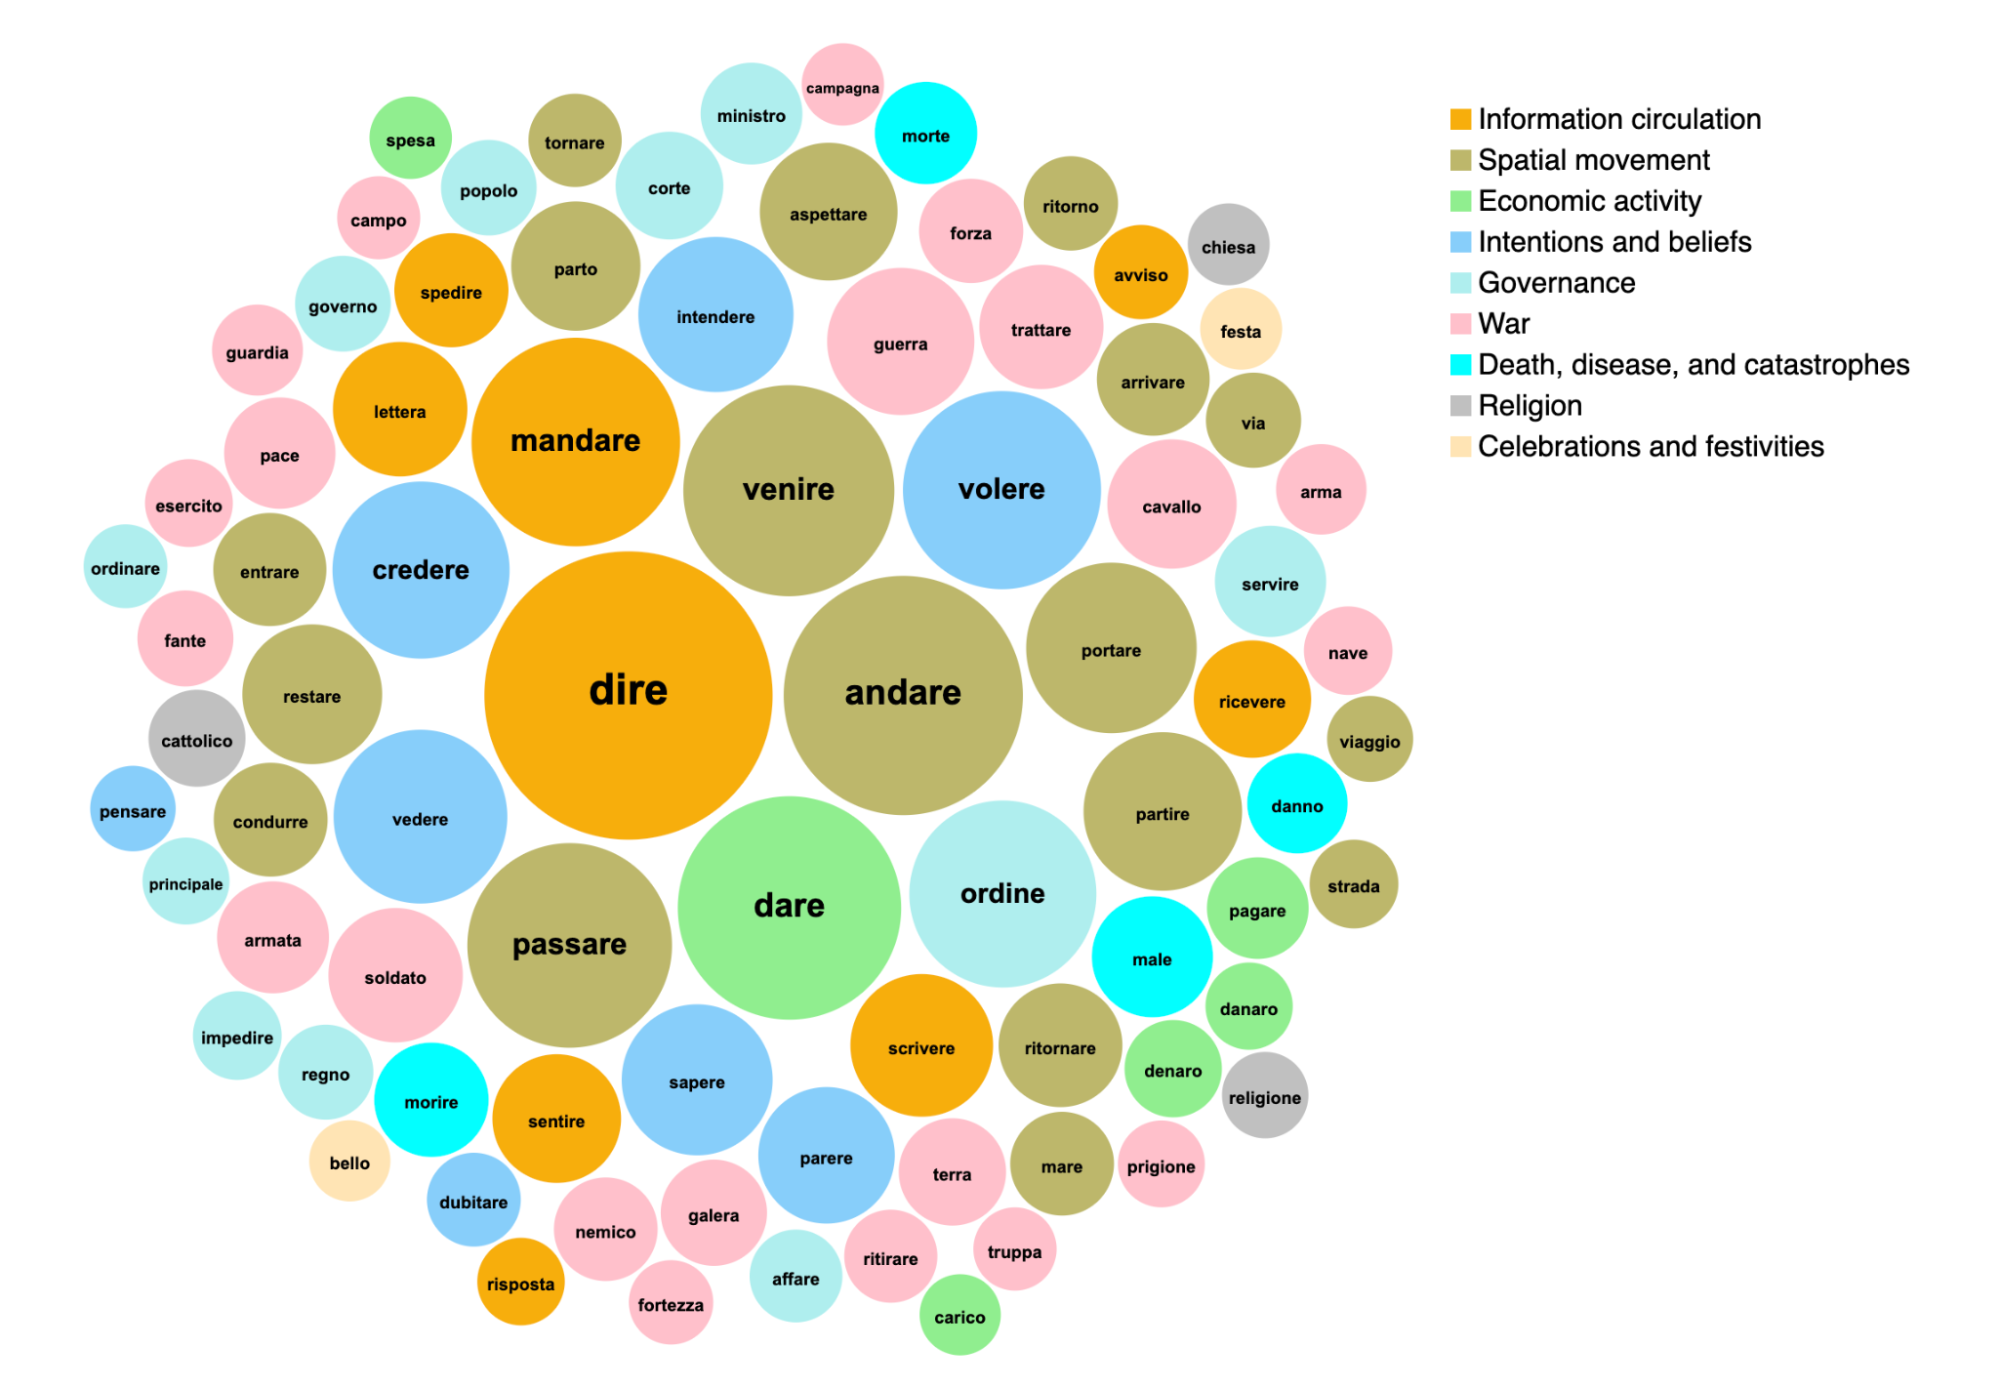 campagna
ministro
morte
spesa
tornare
popolo
corte
aspettare
ritorno
campo
forza
chiesa
parto
avviso
spedire
governo
intendere
trattare
festa
guerra
guardia
arrivare
lettera
via
mandare
pace
venire
volere
arma
esercito
cavallo
ordinare
entrare
credere
servire
fante
portare
nave
restare
dire
andare
ricevere
cattolico
viaggio
pensare
condurre
vedere
partire
danno
principale
strada
dare
ordine
pagare
armata
passare
male
soldato
danaro
impedire
scrivere
ritornare
regno
denaro
sapere
religione
morire
sentire
bello
parere
terra
mare
prigione
dubitare
galera
nemico
truppa
ritirare
affare
risposta
fortezza
carico
Information circulation
Spatial movement
Economic activity
Intentions and beliefs
Governance
War
Death, disease, and catastrophes
Religion
Celebrations and festivities